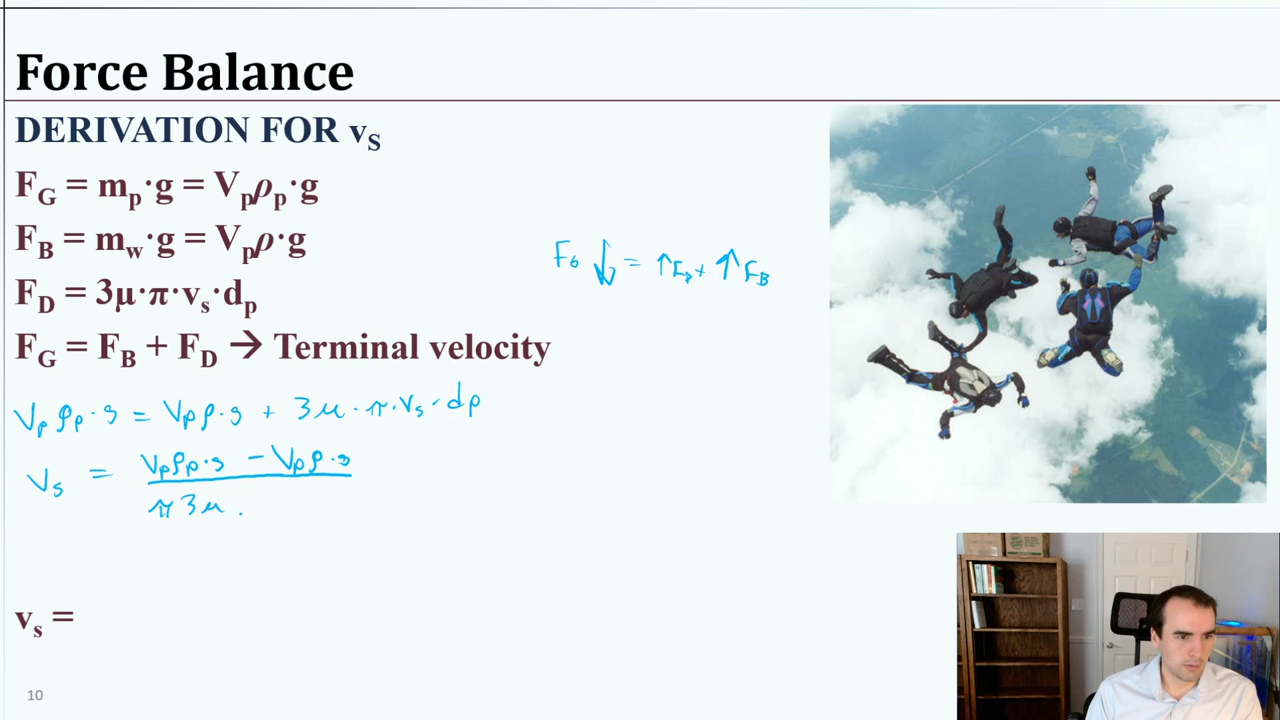 Force Balance
DERIVATION FOR vS
FG = mp·g = Vpρp·g
FB = mw·g = Vpρ·g
FG ↓ = ↑FD + ↑FB
FD = 3μ·π·vs·dp
FG = FB + FD → Terminal velocity
Vpρp·g = Vpρ·g + 3μ·π·vs·dp
Vs = Vpρp·g - Vpρ·g
π3μ.
vs =
10